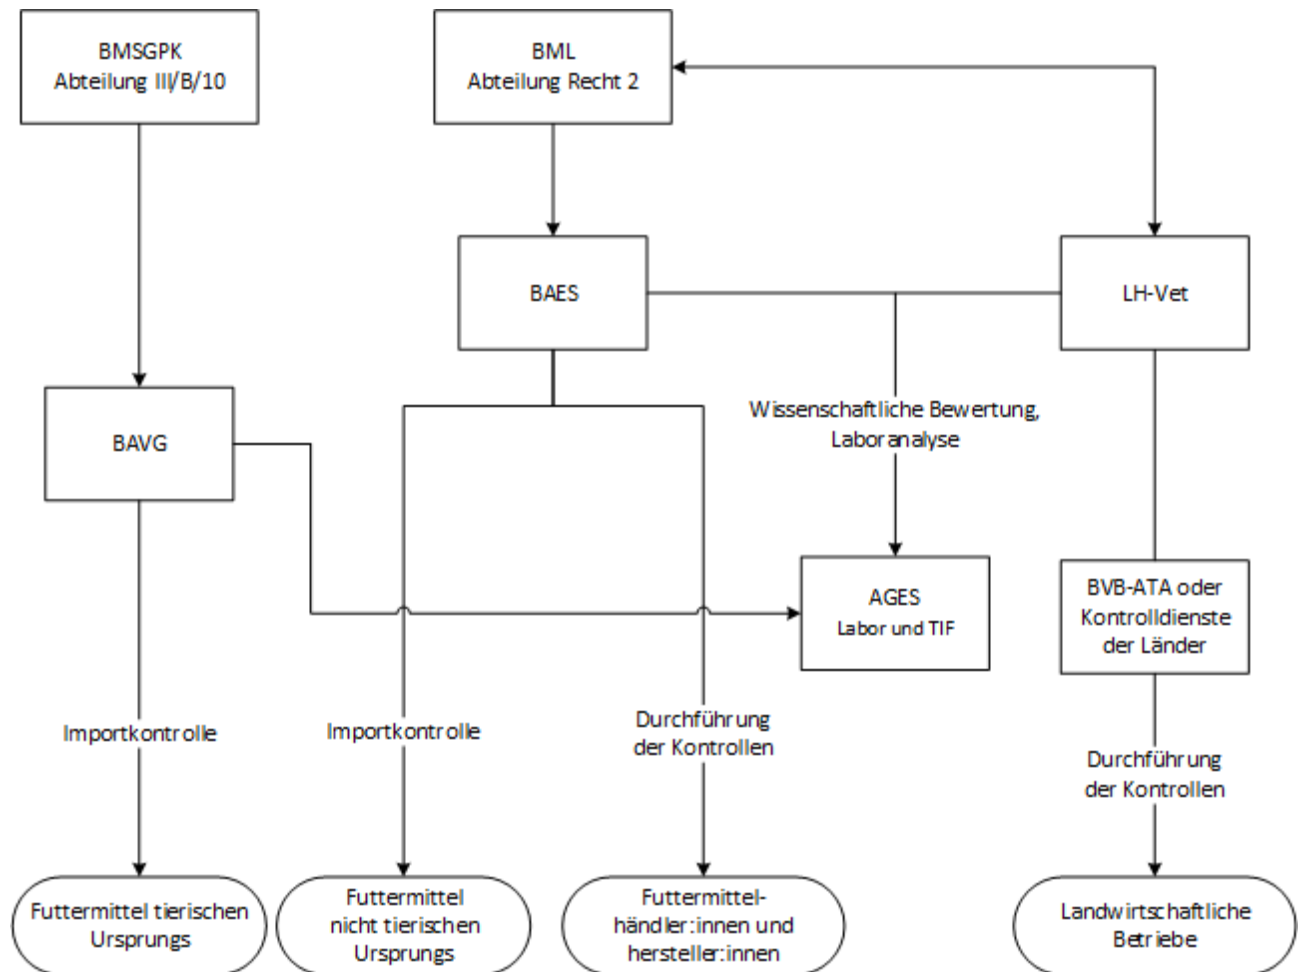 BMSGPK
Abteilung III/B/10
BML
Abteilung Recht 2
BAES
LH-Vet
BAVG
Wissenschaftliche Bewertung,
Laboranalyse
AGES
Labor und TIF
BVB-ATA oder
Kontrolldienste
der Länder
Importkontrolle
Importkontrolle
Durchführung
der Kontrollen
Durchführung
der Kontrollen
Futtermittel tierischen
Ursprungs
Futtermittel
nicht tierischen
Ursprungs
Futtermittel-
händler:innen und
hersteller:innen
Landwirtschaftliche
Betriebe